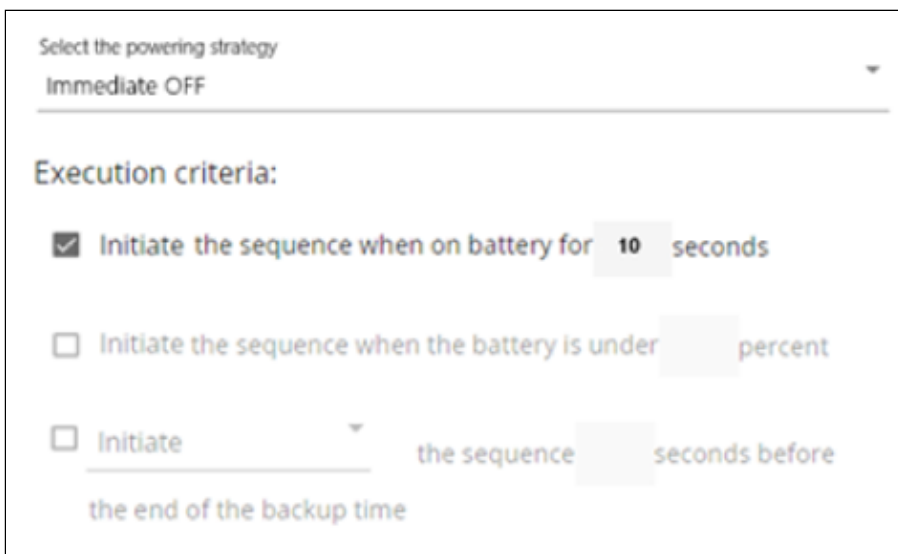 Select the powering strategy
Immediate OFF
Execution criteria:
Initiate the sequence when on battery for 10 seconds
Initiate the sequence when the battery is under percent
Initiate the sequence seconds before
the end of the backup time